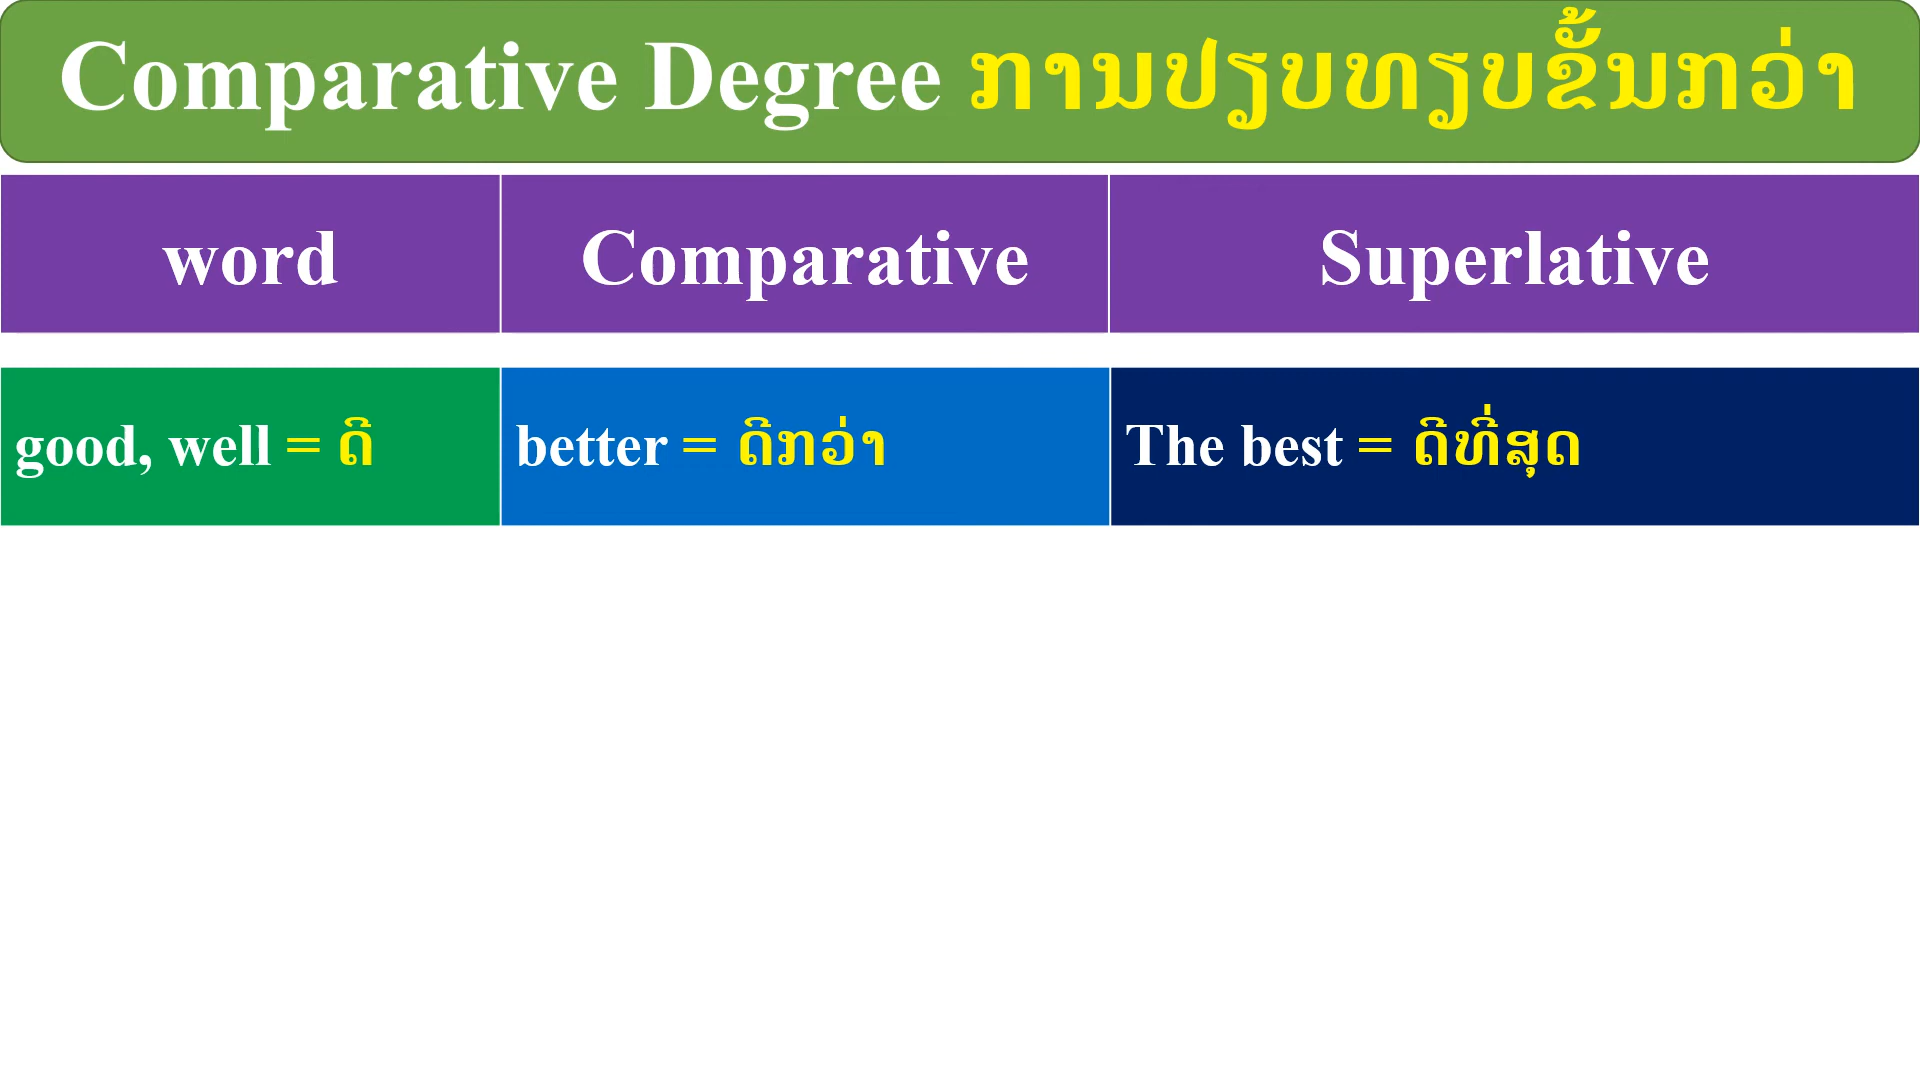 Comparative Degree ການປຽບທຽບຂັ້ນກວ່າ
word Comparative Superlative
good, well = ດີ better = ດີກວ່າ The best = ດີທີ່ສຸດ